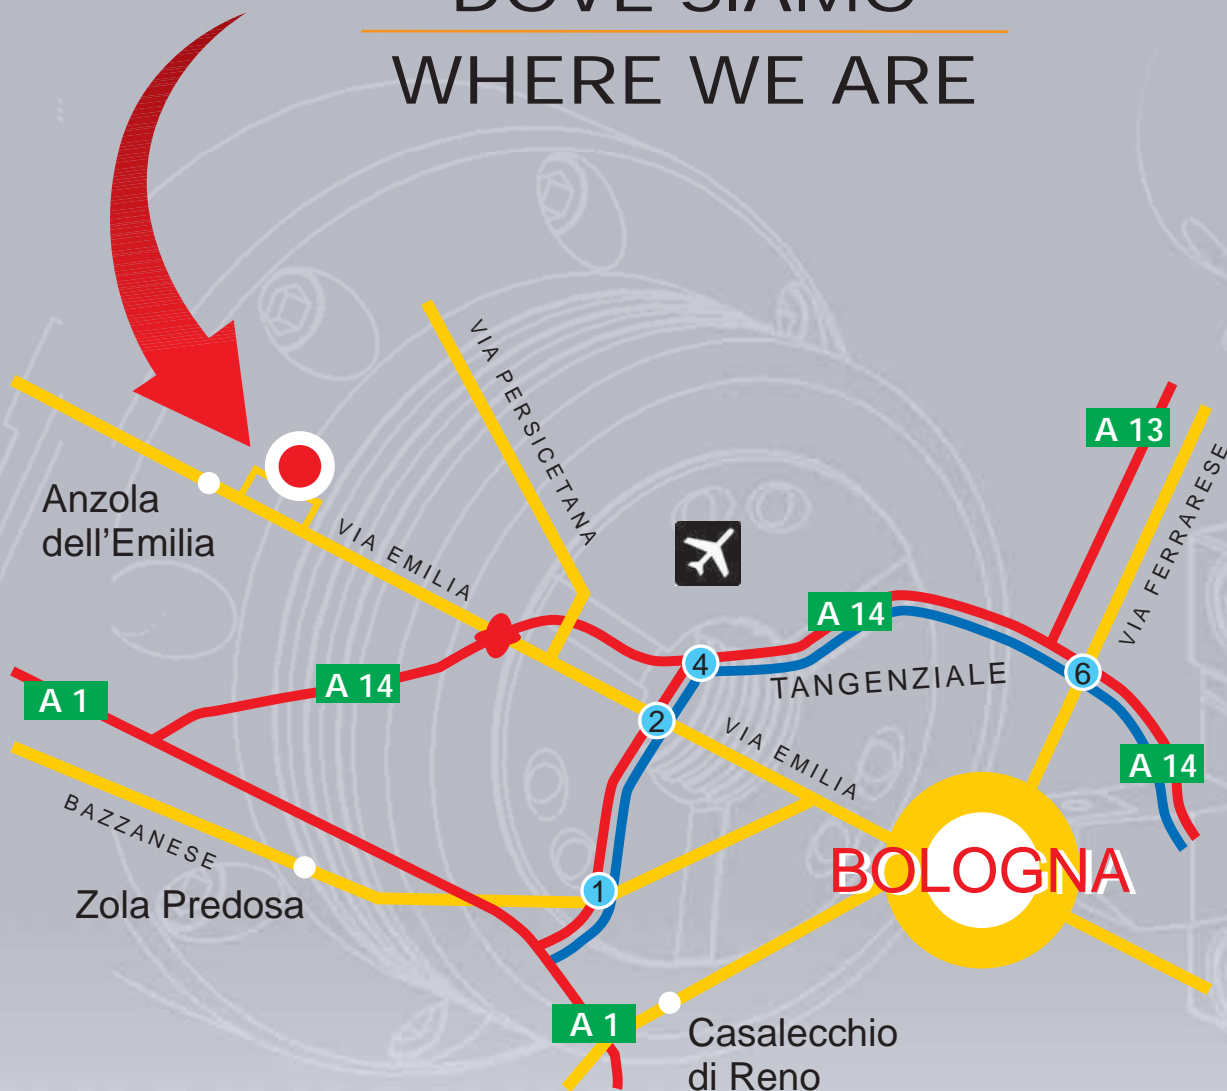 DOVE SIAMO
WHERE WE ARE
VIA PERSICETANA
A 13
VIA FERRARESE
Anzola
dell'Emilia
VIA EMILIA
A 14
4
TANGENZIALE
6
A 1
A 14
2
VIA EMILIA
A 14
BAZZANESE
BOLOGNA
1
Zola Predosa
A 1
Casalecchio
di Reno